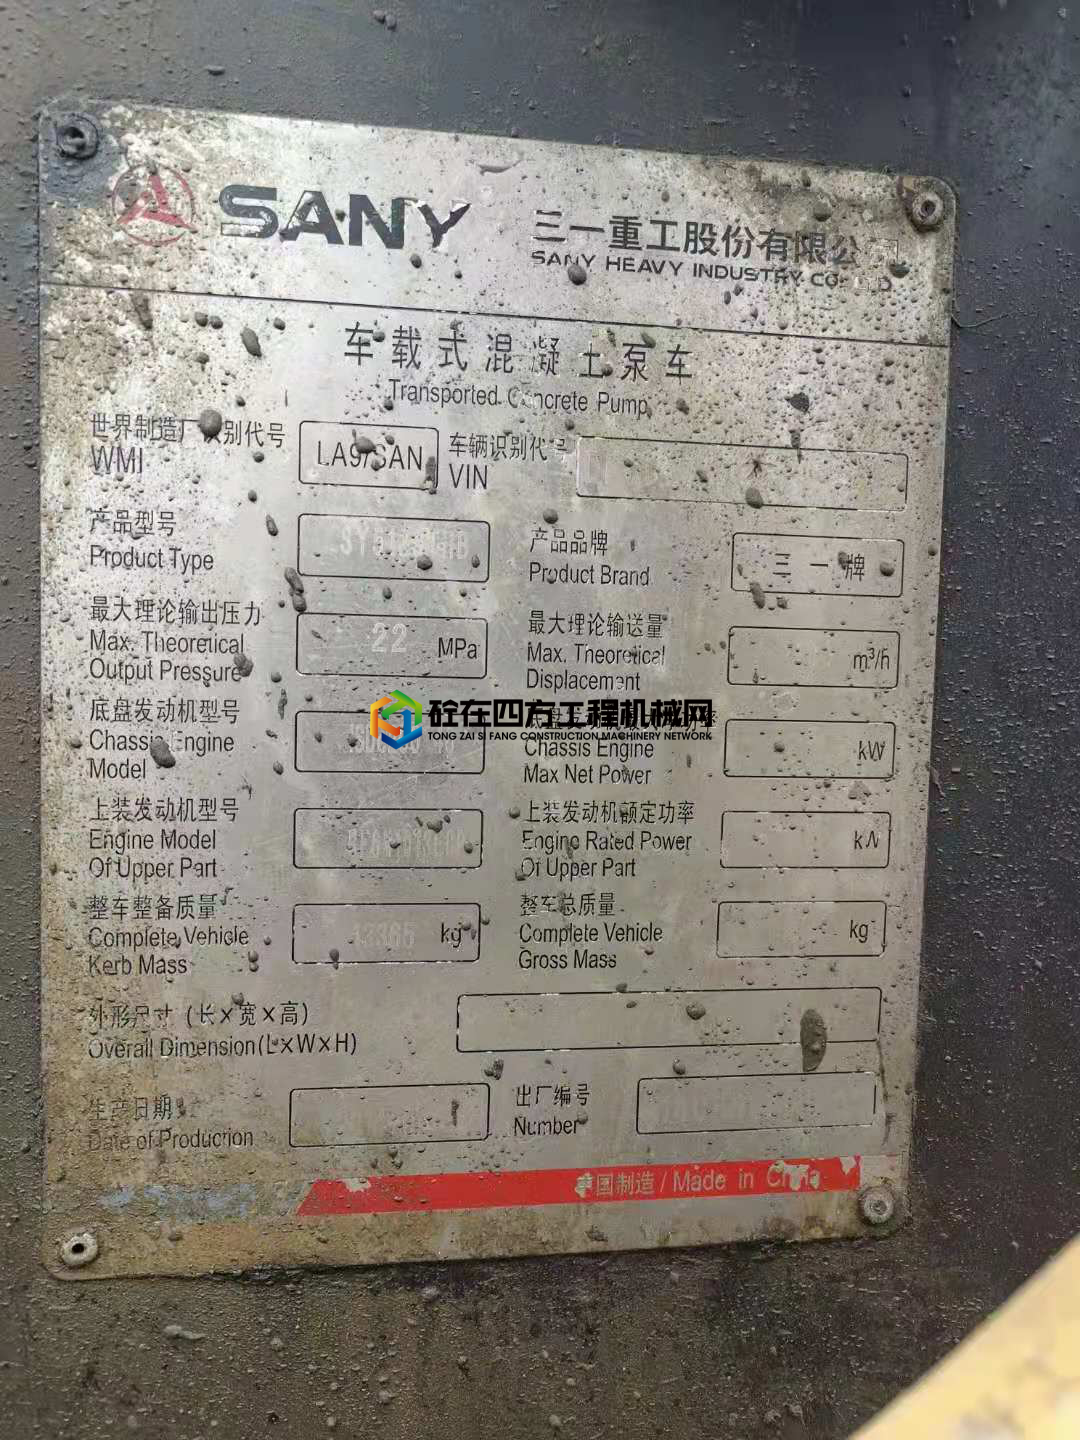 SANY
三一重工股份有限公司
SANY HEAVY INDUSTRY CO., LTD
车载式混凝土泵车
Transported Concrete Pump
世界制造厂识别代号
WMI
LA9/SAN
车辆识别代号
VIN
产品型号
Product Type
产品品牌
Product Brand
三一牌
最大理论输出压力
Max. Theoretical
Output Pressure
22 MPa
最大理论输送量
Max. Theoretical
Displacement
m³/h
底盘发动机型号
Chassis Engine
Model
砼在四方工程机械网
TONG ZAI SI FANG CONSTRUCTION MACHINERY NETWORK
Chassis Engine
Max Net Power
kW
上装发动机型号
Engine Model
Of Upper Part
上装发动机额定功率
Engine Rated Power
Of Upper Part
kW
整车整备质量
Complete Vehicle
Kerb Mass
kg
整车总质量
Complete Vehicle
Gross Mass
kg
外形尺寸 (长×宽×高)
Overall Dimension(L×W×H)
生产日期
Date of Production
出厂编号
Number
中国制造 / Made in China